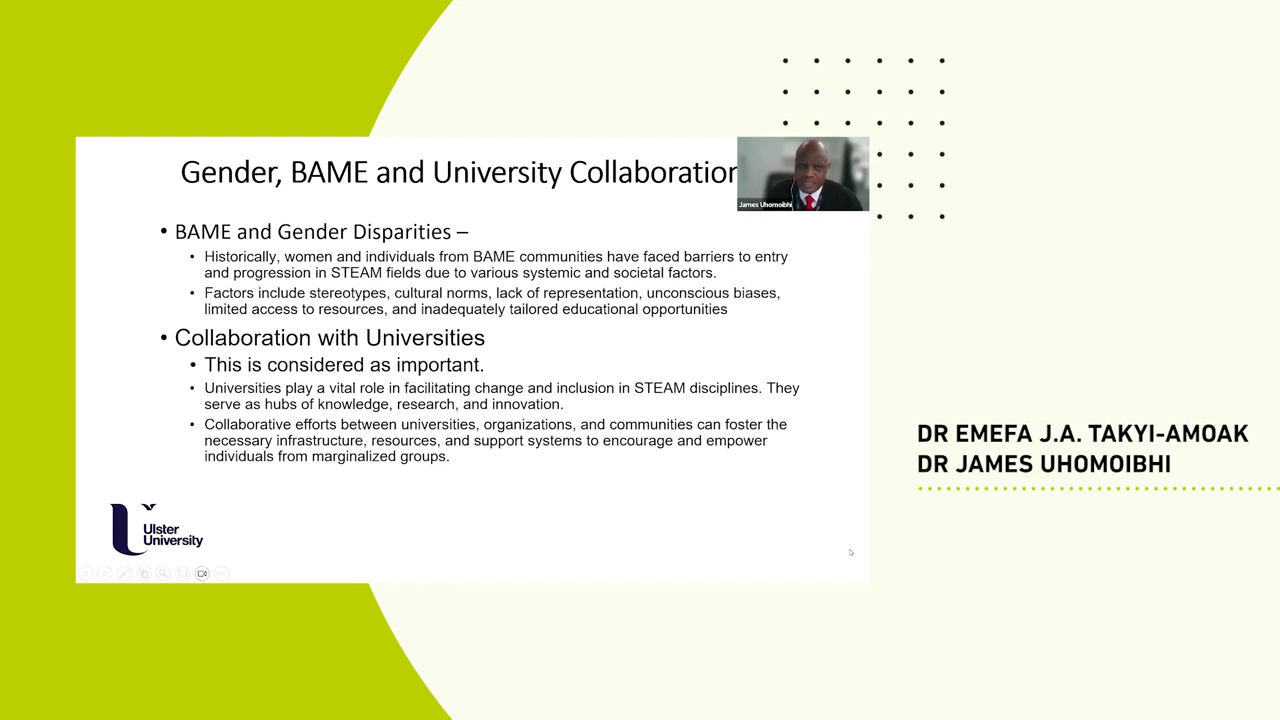 Gender, BAME and University Collaboration
James Uhomoibhi
• BAME and Gender Disparities –
• Historically, women and individuals from BAME communities have faced barriers to entry
and progression in STEAM fields due to various systemic and societal factors.
• Factors include stereotypes, cultural norms, lack of representation, unconscious biases,
limited access to resources, and inadequately tailored educational opportunities
• Collaboration with Universities
• This is considered as important.
• Universities play a vital role in facilitating change and inclusion in STEAM disciplines. They
serve as hubs of knowledge, research, and innovation.
• Collaborative efforts between universities, organizations, and communities can foster the
necessary infrastructure, resources, and support systems to encourage and empower
individuals from marginalized groups.
Ulster
University
DR EMEFA J.A. TAKYI-AMOAK
DR JAMES UHOMOIBHI